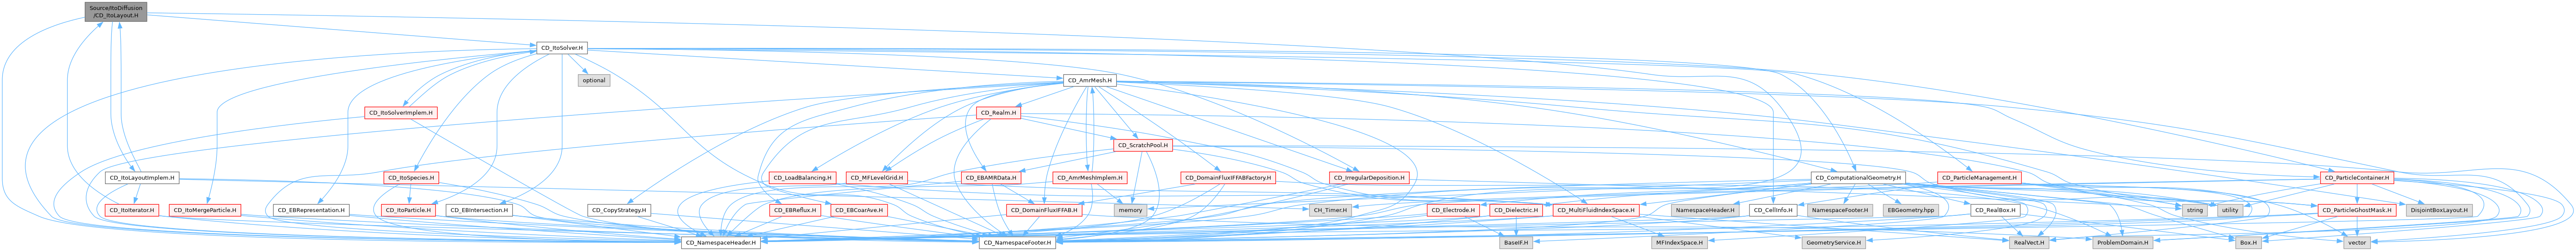 Source/ItoDiffusion
/CD_ItoLayout.H
CD_ItoSolver.H
optional
CD_AmrMesh.H
CD_ItoSolverImplem.H
CD_Realm.H
CD_ScratchPool.H
CD_ItoLayoutImplem.H
CD_ItoSpecies.H
CD_LoadBalancing.H
CD_MFLevelGrid.H
CD_EBAMRData.H
CD_AmrMeshImplem.H
CD_DomainFluxIFFABFactory.H
CD_IrregularDeposition.H
CD_ComputationalGeometry.H
CD_ParticleManagement.H
CD_ParticleContainer.H
CD_ItoIterator.H
CD_ItoMergeParticle.H
CD_EBRepresentation.H
CD_ItoParticle.H
CD_EBIntersection.H
CD_CopyStrategy.H
CD_EBReflux.H
CD_EBCoarAve.H
CD_DomainFluxIFFAB.H
memory
CH_Timer.H
CD_Electrode.H
CD_Dielectric.H
CD_MultiFluidIndexSpace.H
NamespaceHeader.H
CD_CellInfo.H
NamespaceFooter.H
EBGeometry.hpp
CD_RealBox.H
string
utility
CD_ParticleGhostMask.H
DisjointBoxLayout.H
CD_NamespaceHeader.H
CD_NamespaceFooter.H
BaseIF.H
MFIndexSpace.H
GeometryService.H
RealVect.H
ProblemDomain.H
Box.H
vector